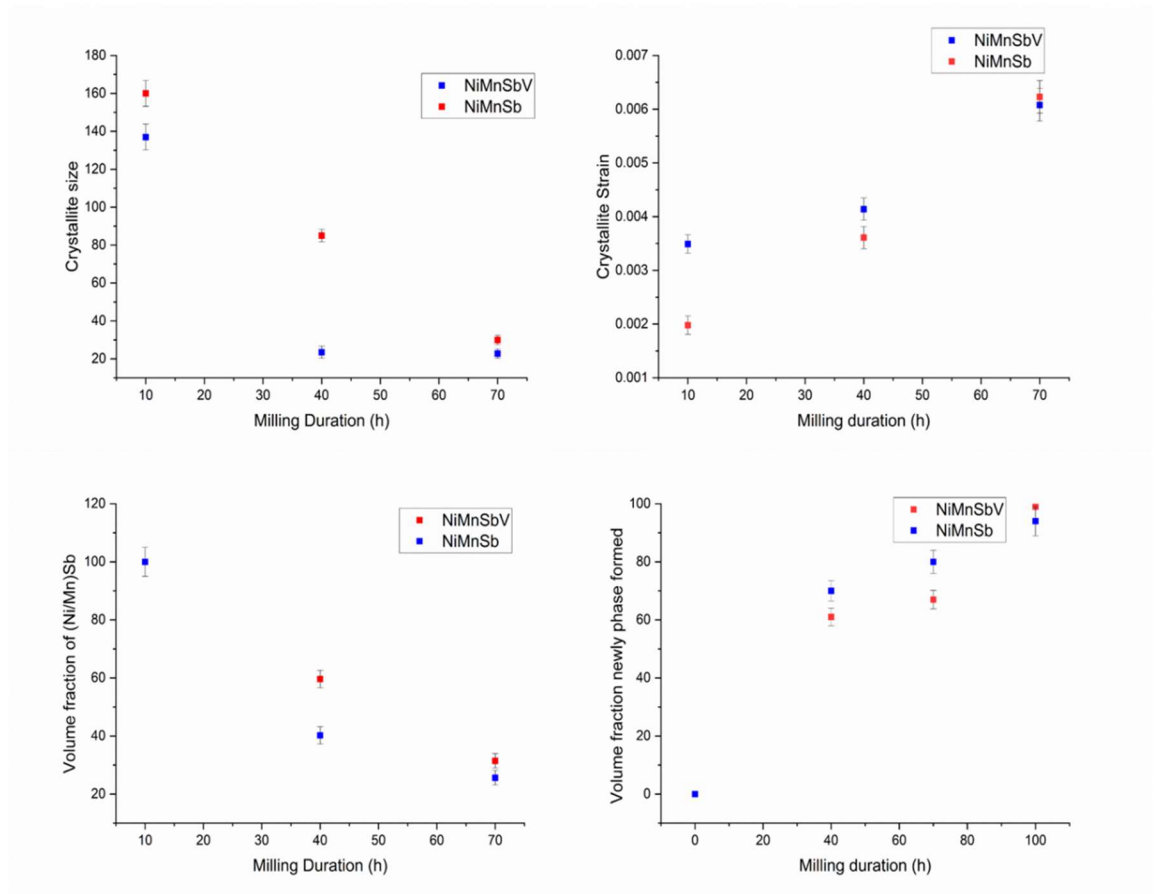 NiMnSbV
NiMnSb
180
160
140
120
100
80
60
40
20
Crystallite size
10 20 30 40 50 60 70
Milling Duration (h)
NiMnSbV
NiMnSb
0.007
0.006
0.005
0.004
0.003
0.002
0.001
Crystallite Strain
10 20 30 40 50 60 70
Milling duration (h)
NiMnSbV
NiMnSb
120
100
80
60
40
20
Volume fraction of (Ni/Mn)Sb
10 20 30 40 50 60 70
Milling Duration (h)
NiMnSbV
NiMnSb
100
80
60
40
20
0
Volume fraction newly phase formed
0 20 40 60 80 100
Milling duration (h)